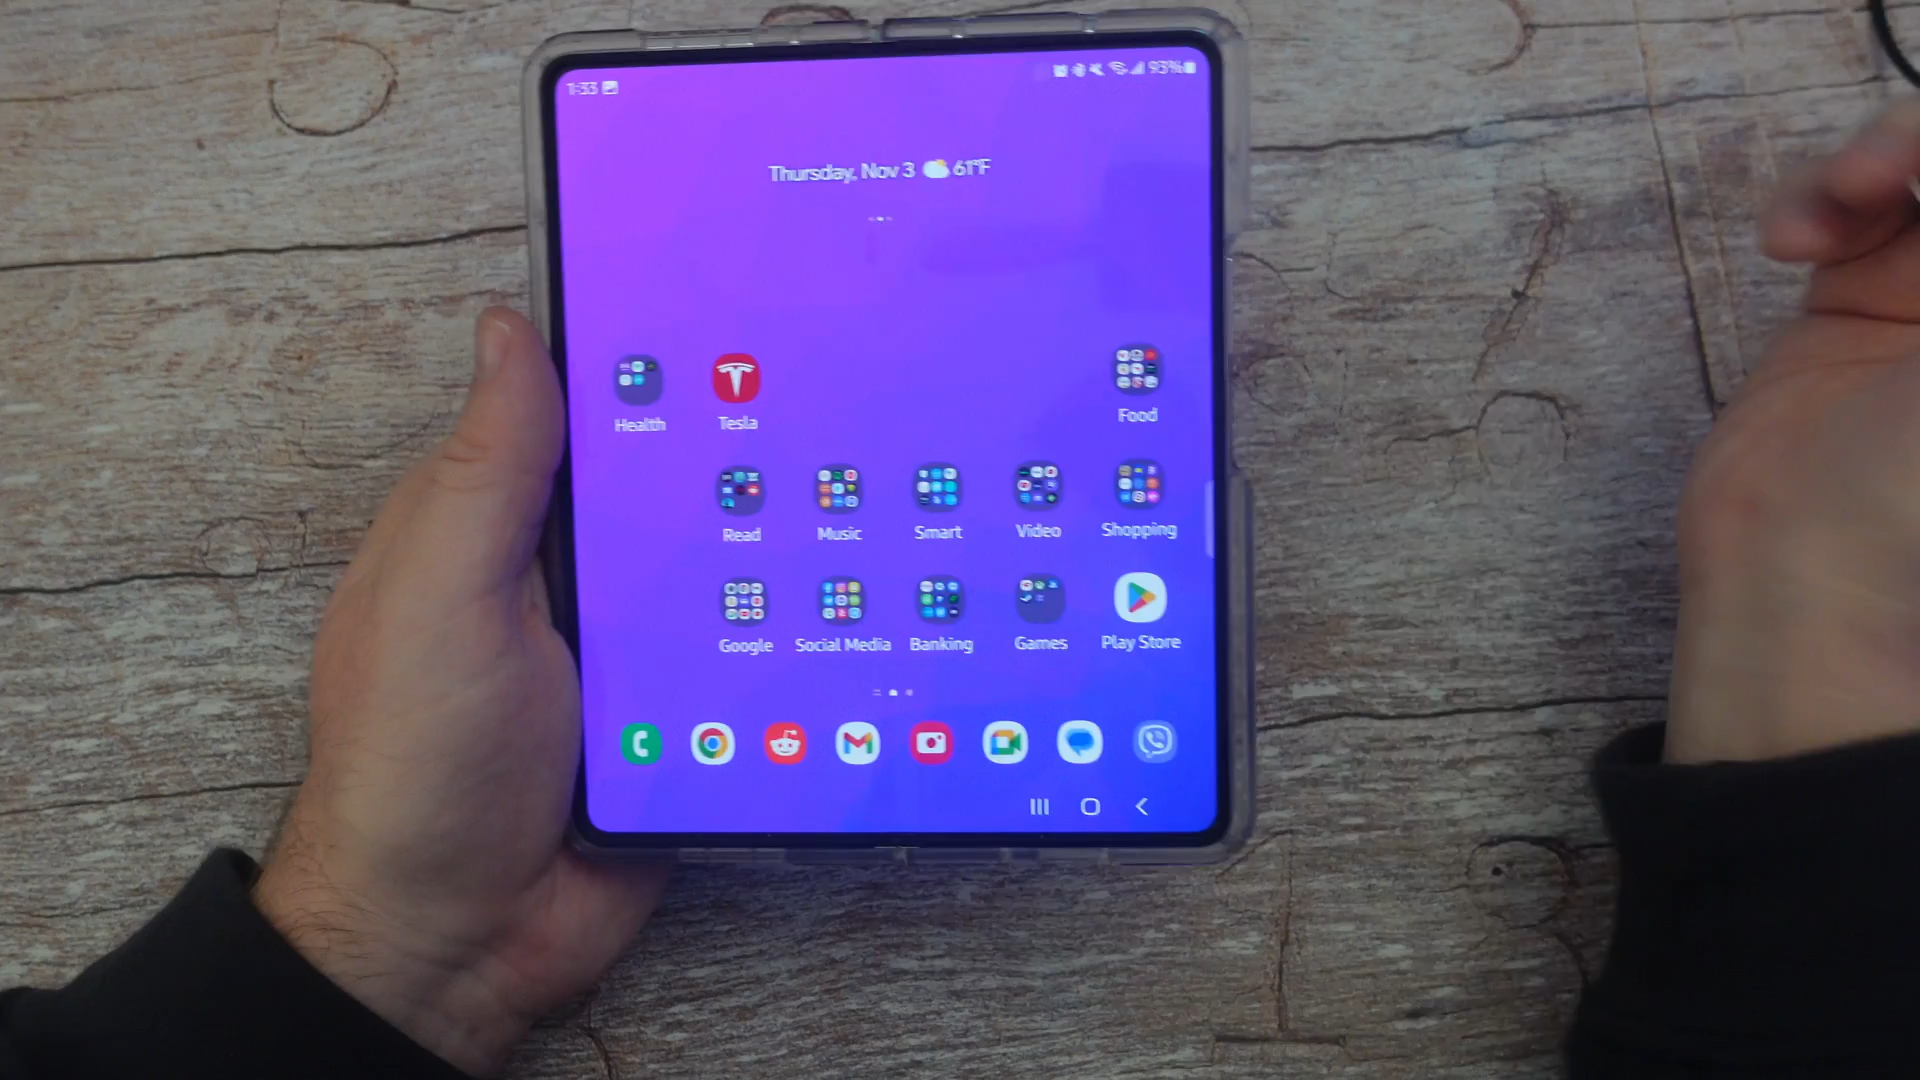 1:33
93%
Thursday, Nov 3 61°F
Health
Tesla
Food
Read
Music
Smart
Video
Shopping
Google
Social Media
Banking
Games
Play Store